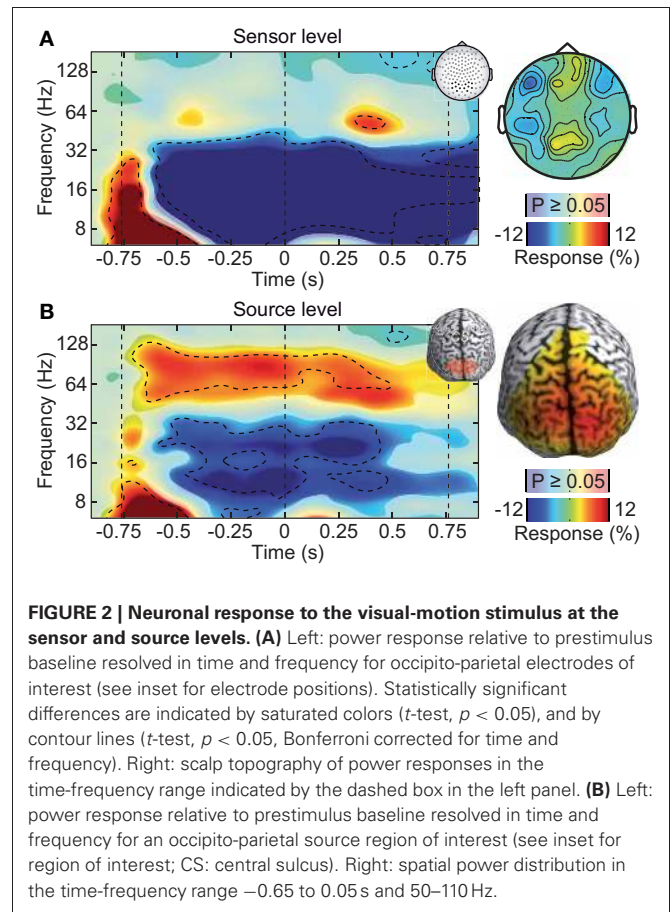 A
Sensor level
Frequency (Hz)
128
64
32
16
8
-0.75 -0.5 -0.25 0 0.25 0.5 0.75
Time (s)
P ≥ 0.05
-12 12
Response (%)
B
Source level
Frequency (Hz)
128
64
32
16
8
-0.75 -0.5 -0.25 0 0.25 0.5 0.75
Time (s)
P ≥ 0.05
-12 12
Response (%)
FIGURE 2 | Neuronal response to the visual-motion stimulus at the
sensor and source levels. (A) Left: power response relative to prestimulus
baseline resolved in time and frequency for occipito-parietal electrodes of
interest (see inset for electrode positions). Statistically significant
differences are indicated by saturated colors (t-test, p < 0.05), and by
contour lines (t-test, p < 0.05, Bonferroni corrected for time and
frequency). Right: scalp topography of power responses in the
time-frequency range indicated by the dashed box in the left panel. (B) Left:
power response relative to prestimulus baseline resolved in time and
frequency for an occipito-parietal source region of interest (see inset for
region of interest; CS: central sulcus). Right: spatial power distribution in
the time-frequency range −0.65 to 0.05 s and 50–110 Hz.